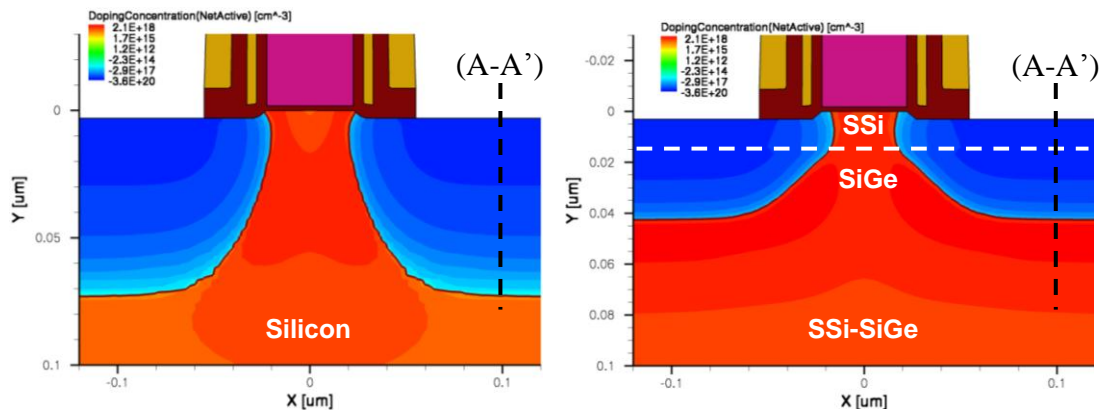 DopingConcentration(NetActive) [cm^-3]
2.1E+18
1.7E+15
1.2E+12
-2.3E+14
-2.9E+17
-3.6E+20
(A-A’)
0
0.05
0.1
Y [um]
Silicon
-0.1
0
0.1
X [um]
DopingConcentration(NetActive) [cm^-3]
2.1E+18
1.7E+15
1.2E+12
-2.3E+14
-2.9E+17
-3.6E+20
(A-A’)
-0.02
0
0.02
0.04
0.06
0.08
0.1
Y [um]
SSi
SiGe
SSi-SiGe
-0.1
0
0.1
X [um]